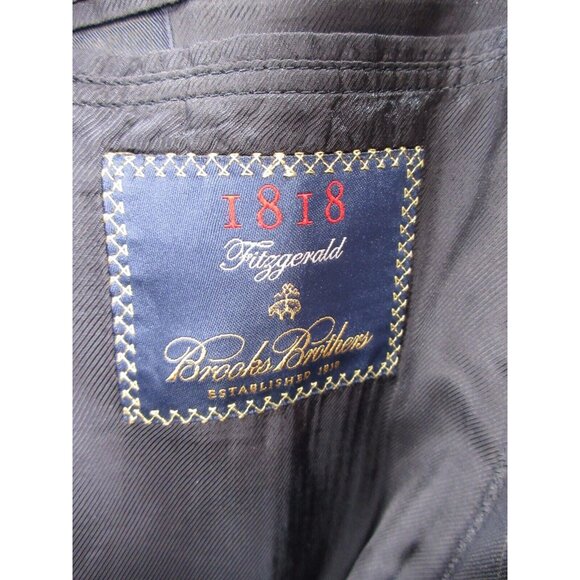 1818
Fitzgerald
Brooks Brothers
ESTABLISHED 1818